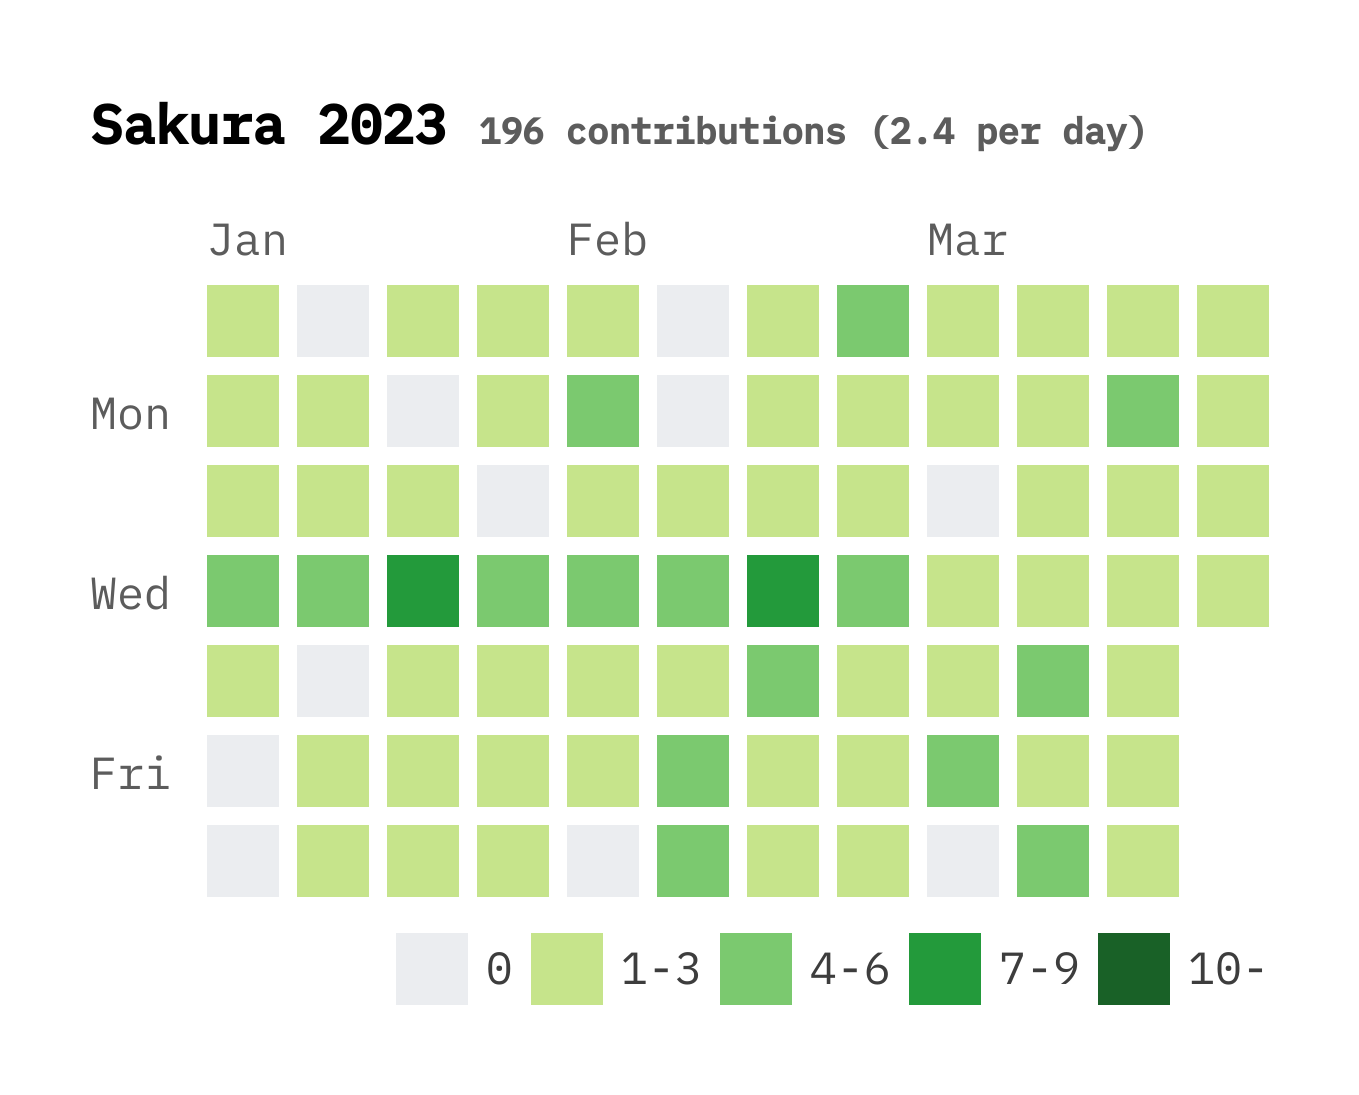 Sakura 2023 196 contributions (2.4 per day)
Jan Feb Mar
Mon
Wed
Fri
0 1-3 4-6 7-9 10-